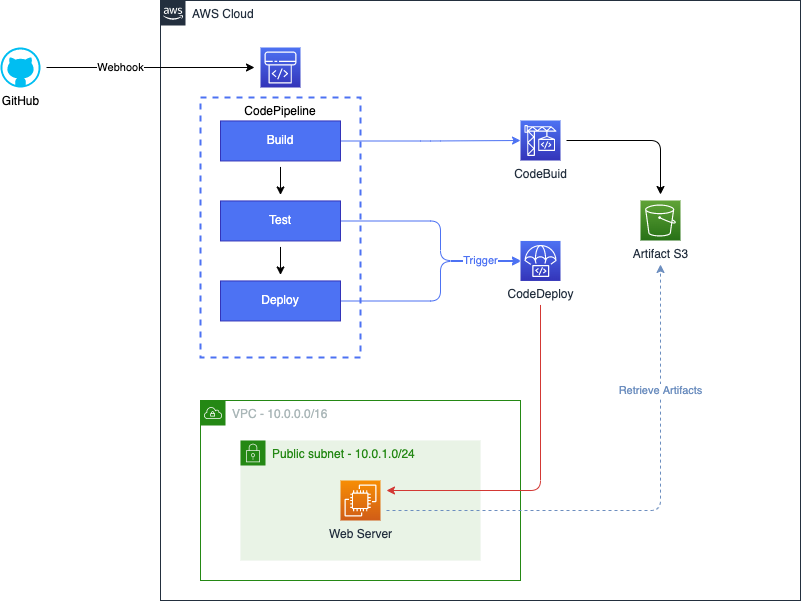 aws
AWS Cloud
GitHub
Webhook
CodePipeline
Build
Test
Deploy
CodeBuid
Artifact S3
Trigger
CodeDeploy
Retrieve Artifacts
VPC - 10.0.0.0/16
Public subnet - 10.0.1.0/24
Web Server